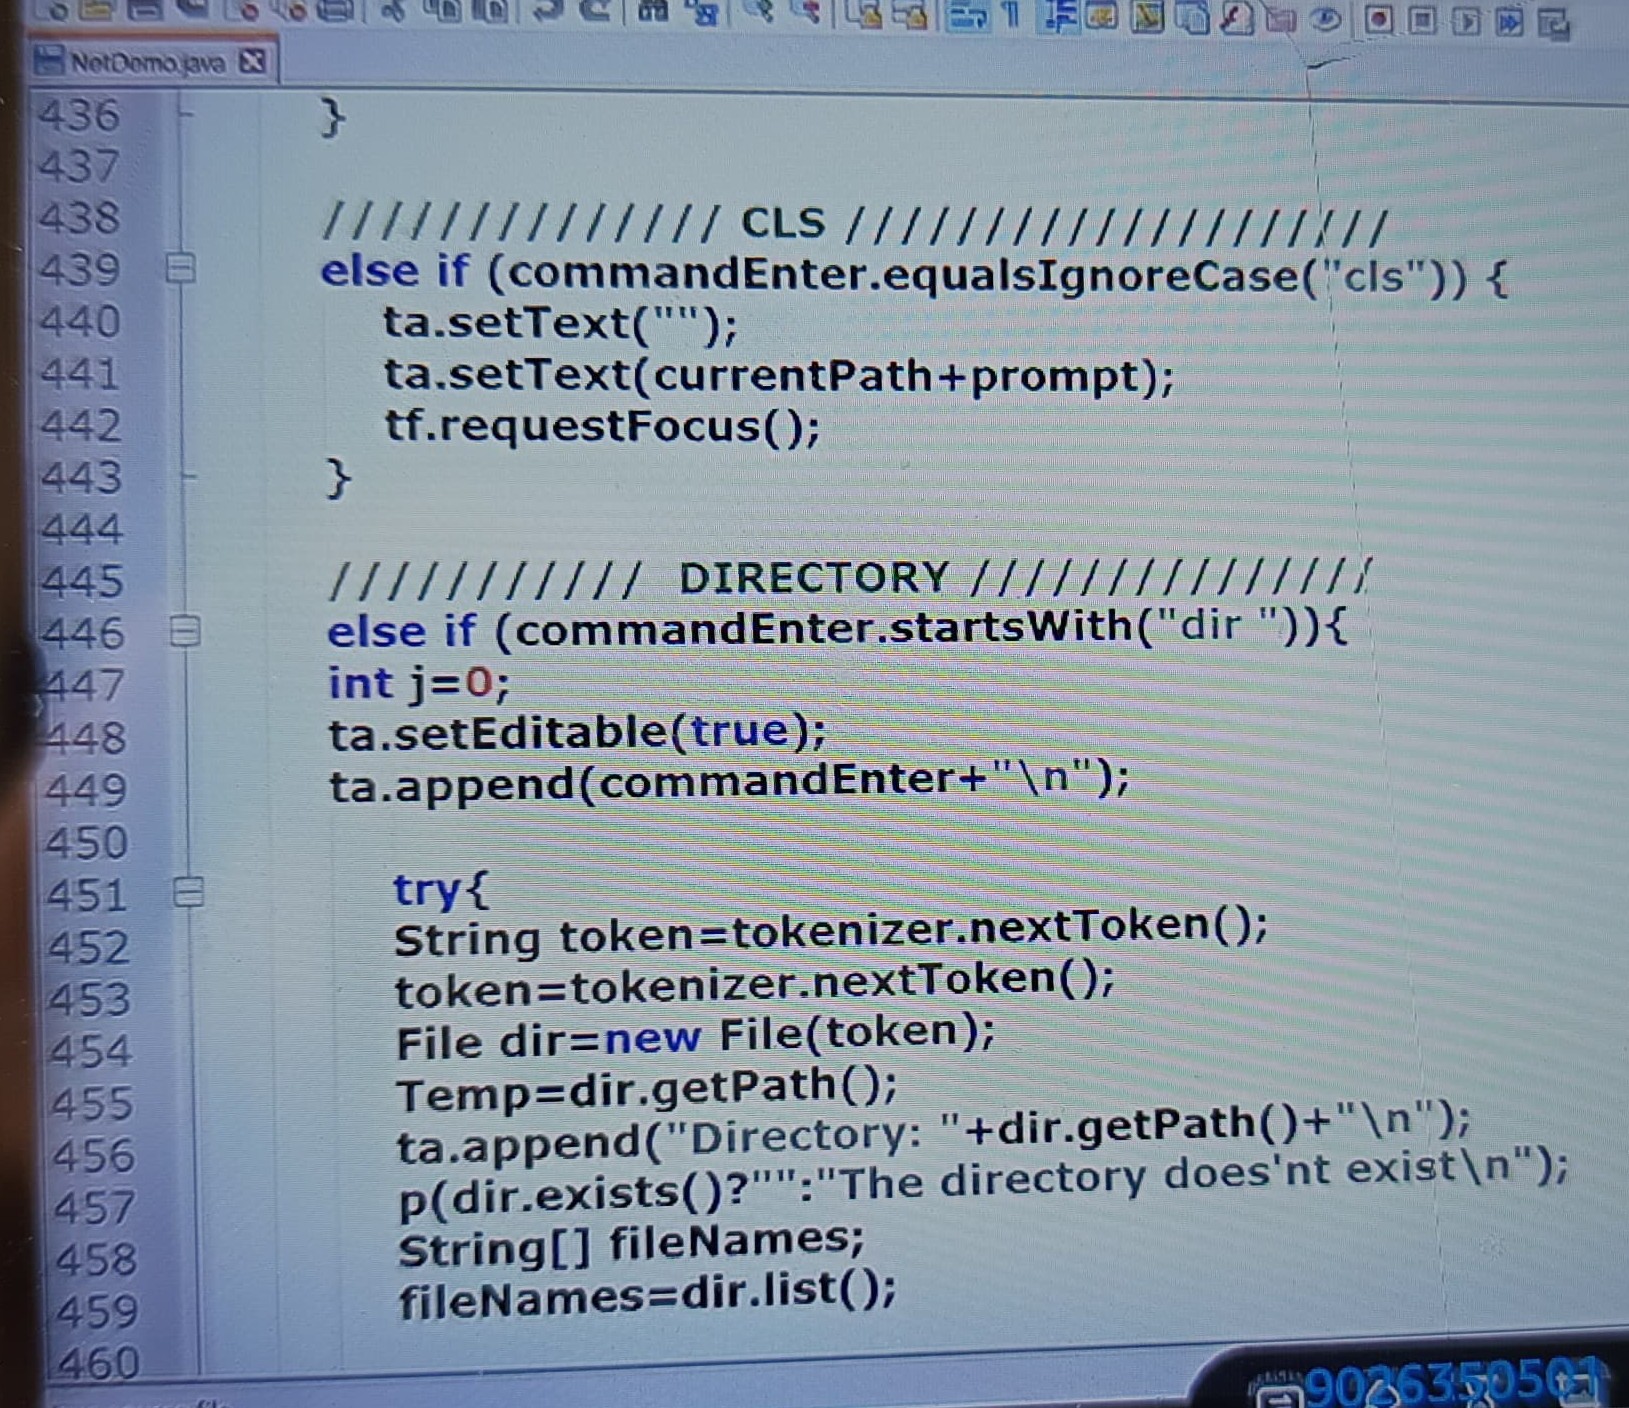 NetDemo.java
436 }
437
438 ////////////// CLS ////////////////////
439 else if (commandEnter.equalsIgnoreCase("cls")) {
440 ta.setText("");
441 ta.setText(currentPath+prompt);
442 tf.requestFocus();
443 }
444
445 /////////// DIRECTORY ///////////////
446 else if (commandEnter.startsWith("dir ")){
447 int j=0;
448 ta.setEditable(true);
449 ta.append(commandEnter+"\n");
450
451 try{
452 String token=tokenizer.nextToken();
453 token=tokenizer.nextToken();
454 File dir=new File(token);
455 Temp=dir.getPath();
456 ta.append("Directory: "+dir.getPath()+"\n");
457 p(dir.exists()?"":"The directory does'nt exist\n");
458 String[] fileNames;
459 fileNames=dir.list();
460
9026350501